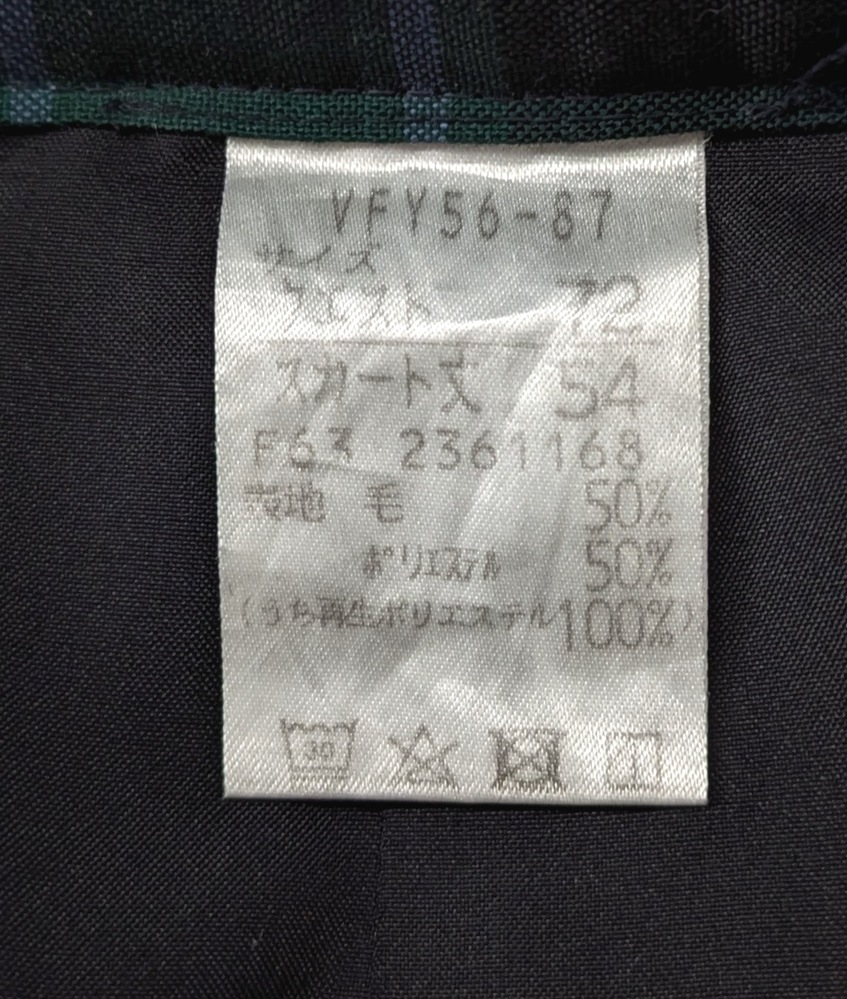 VFY56-87
サイズ
ウエスト 72
スカート丈 54
F63 2361168
表地 毛 50%
ポリエステル 50%
(うち再生ポリエステル100%)
30